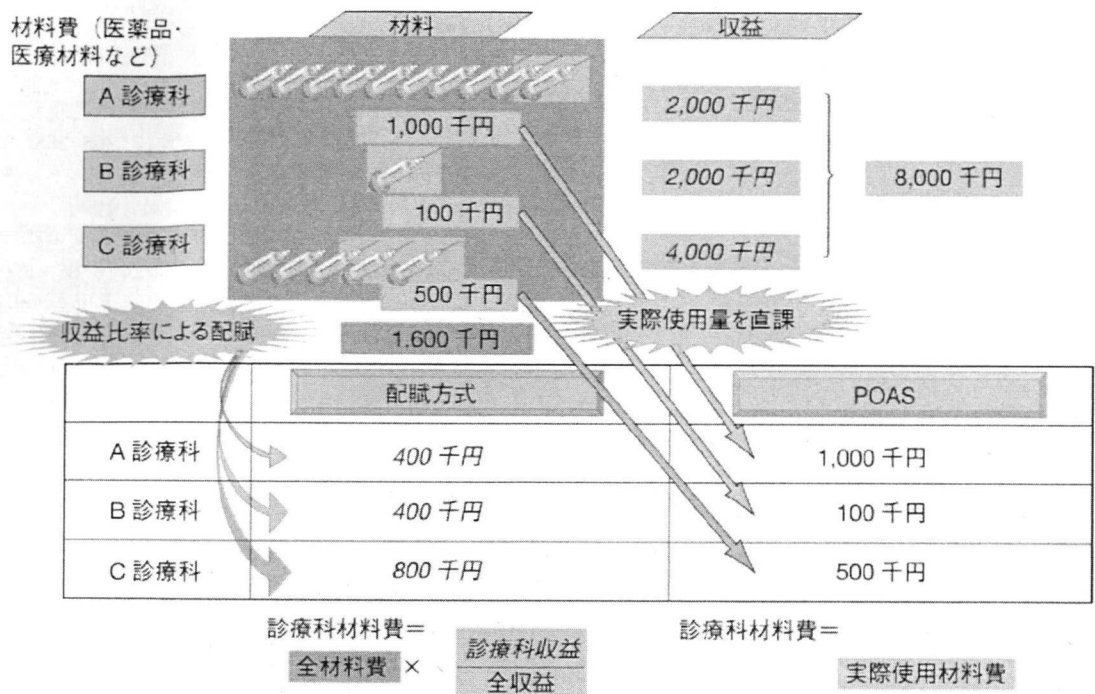 材料費(医薬品・
医療材料など)
材料
収益
A 診療科
1,000 千円
2,000 千円
B 診療科
100 千円
2,000 千円
8,000 千円
C 診療科
500 千円
4,000 千円
収益比率による配賦
1,600 千円
実際使用量を直課
配賦方式
POAS
A 診療科
400 千円
1,000 千円
B 診療科
400 千円
100 千円
C 診療科
800 千円
500 千円
診療科材料費=
全材料費 ×
診療科収益
全収益
診療科材料費=
実際使用材料費